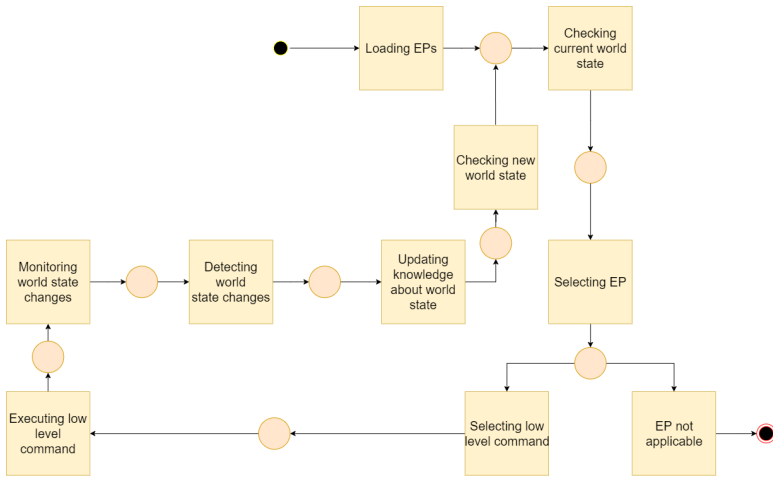 Loading EPs
Checking
current world
state
Checking new
world state
Monitoring
world state
changes
Detecting
world
state changes
Updating
knowledge
about world
state
Selecting EP
Executing low
level
command
Selecting low
level command
EP not
applicable